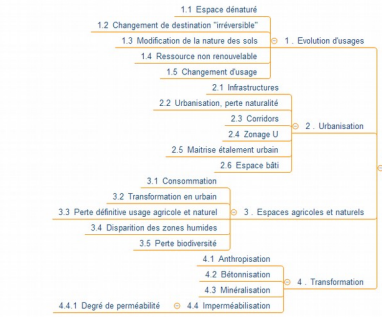 1.1 Espace dénaturé
1.2 Changement de destination "irréversible"
1.3 Modification de la nature des sols
1 . Evolution d'usages
1.4 Ressource non renouvelable
1.5 Changement d'usage
2.1 Infrastructures
2.2 Urbanisation, perte naturalité
2.3 Corridors
2 . Urbanisation
2.4 Zonage U
2.5 Maitrise étalement urbain
2.6 Espace bâti
3.1 Consommation
3.2 Transformation en urbain
3.3 Perte définitive usage agricole et naturel
3 . Espaces agricoles et naturels
3.4 Disparition des zones humides
3.5 Perte biodiversité
4.1 Anthropisation
4.2 Bétonnisation
4 . Transformation
4.3 Minéralisation
4.4.1 Degré de perméabilité
4.4 Imperméabilisation